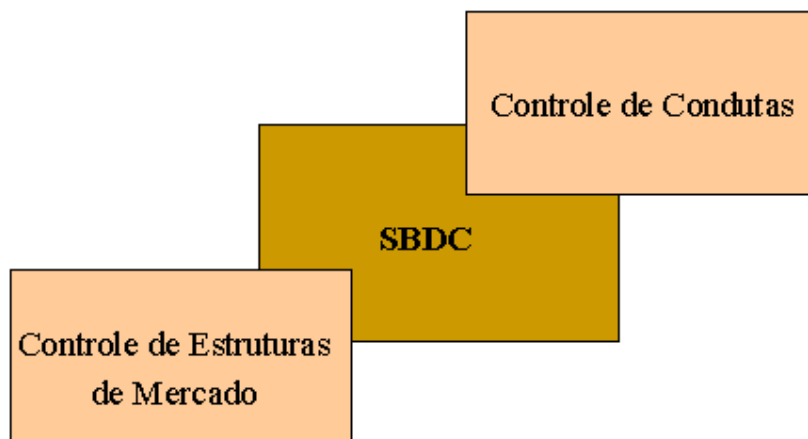 Controle de Condutas
SBDC
Controle de Estruturas
de Mercado